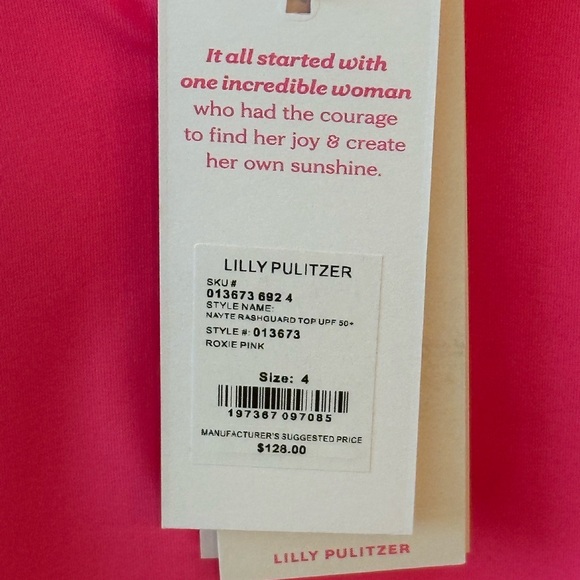 It all started with
one incredible woman
who had the courage
to find her joy & create
her own sunshine.
LILLY PULITZER
SKU #
013673 692 4
STYLE NAME:
NAYTE RASHGUARD TOP UPF 50+
STYLE #: 013673
ROXIE PINK
Size: 4
197367 097085
MANUFACTURER'S SUGGESTED PRICE
$128.00
LILLY PULITZER